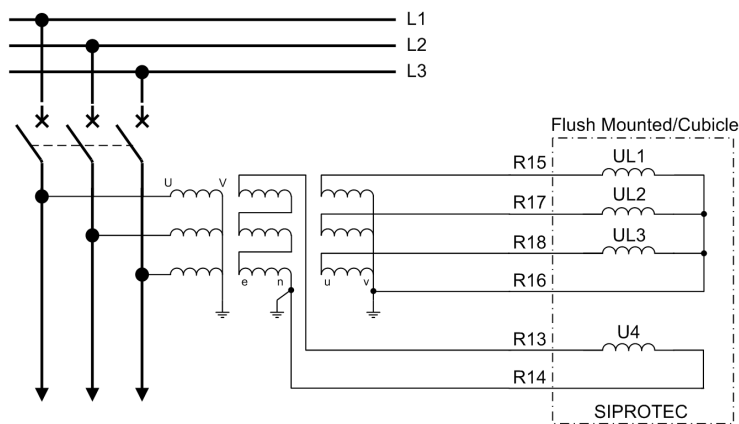 L1
L2
L3
Flush Mounted/Cubicle
R15 UL1
U V
R17 UL2
R18 UL3
e n u v
R16
R13 U4
R14
SIPROTEC